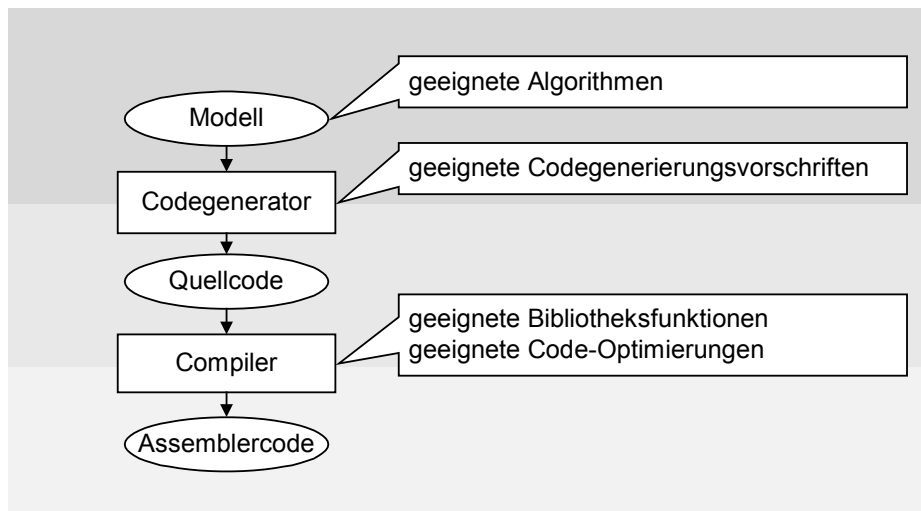 geeignete Algorithmen
Modell
geeignete Codegenerierungsvorschriften
Codegenerator
Quellcode
geeignete Bibliotheksfunktionen
geeignete Code-Optimierungen
Compiler
Assemblercode